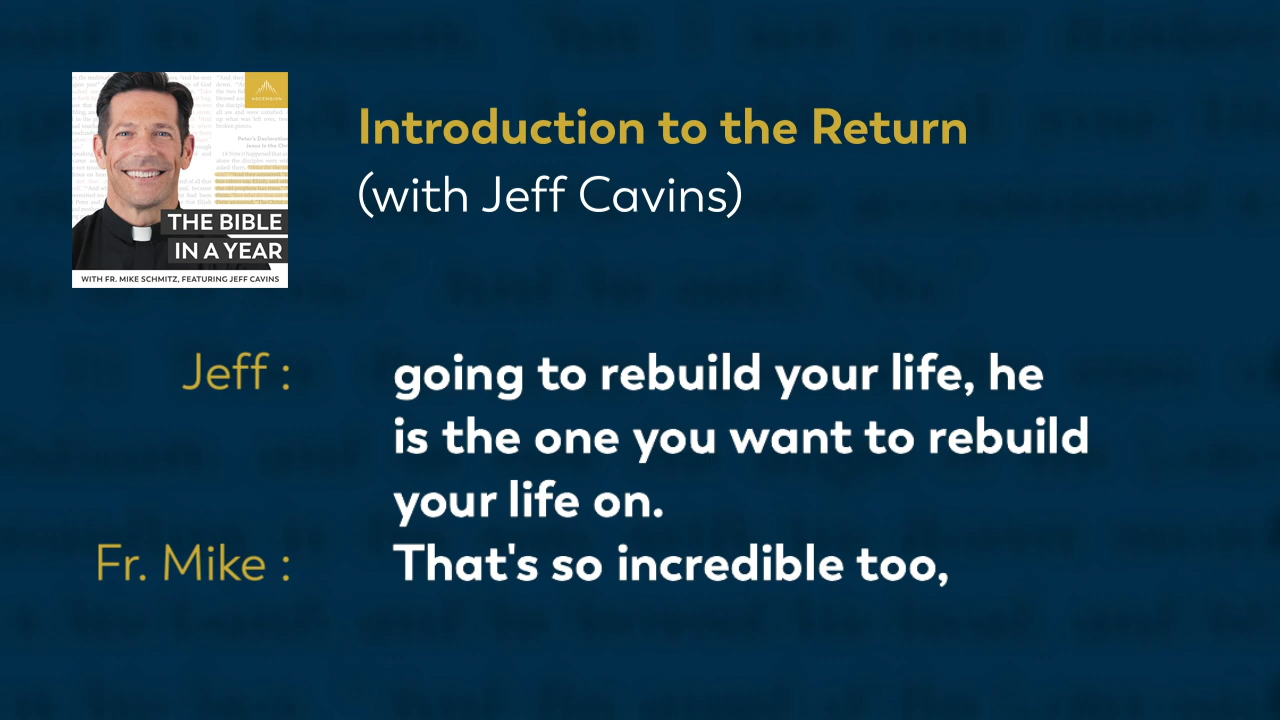 ASCENSION
THE BIBLE
IN A YEAR
WITH FR. MIKE SCHMITZ, FEATURING JEFF CAVINS
Introduction to the Return
(with Jeff Cavins)
Jeff : going to rebuild your life, he
is the one you want to rebuild
your life on.
Fr. Mike : That's so incredible too,